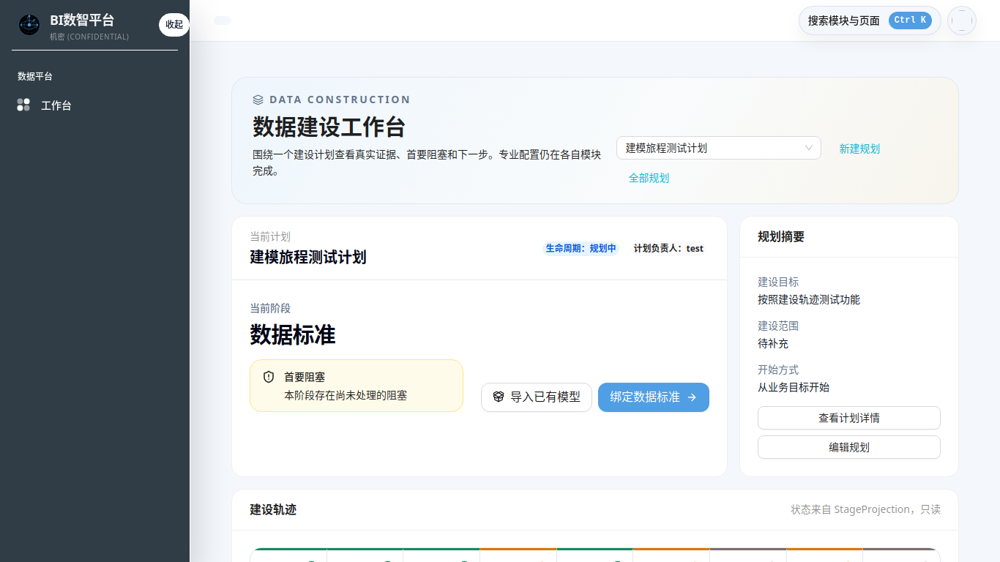 BI数智平台
机密 (CONFIDENTIAL)
收起
数据平台
工作台
搜索模块与页面 Ctrl K
DATA CONSTRUCTION
数据建设工作台
围绕一个建设计划查看真实证据、首要阻塞和下一步。专业配置仍在各自模块
完成。
建模旅程测试计划
新建规划
全部规划
当前计划
建模旅程测试计划
生命周期：规划中
计划负责人：test
当前阶段
数据标准
首要阻塞
本阶段存在尚未处理的阻塞
导入已有模型
绑定数据标准
规划摘要
建设目标
按照建设轨迹测试功能
建设范围
待补充
开始方式
从业务目标开始
查看计划详情
编辑规划
建设轨迹
状态来自 StageProjection，只读